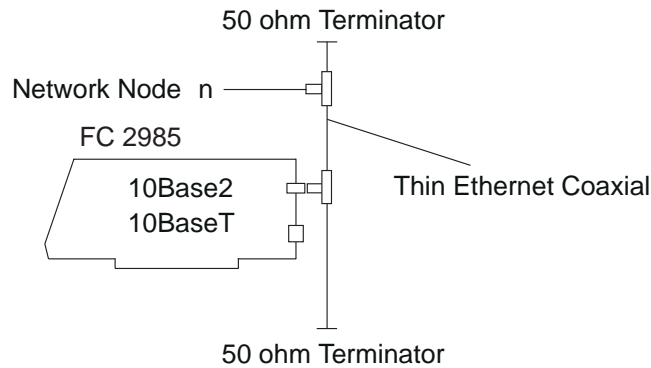 50 ohm Terminator
Network Node n
FC 2985
10Base2
10BaseT
Thin Ethernet Coaxial
50 ohm Terminator